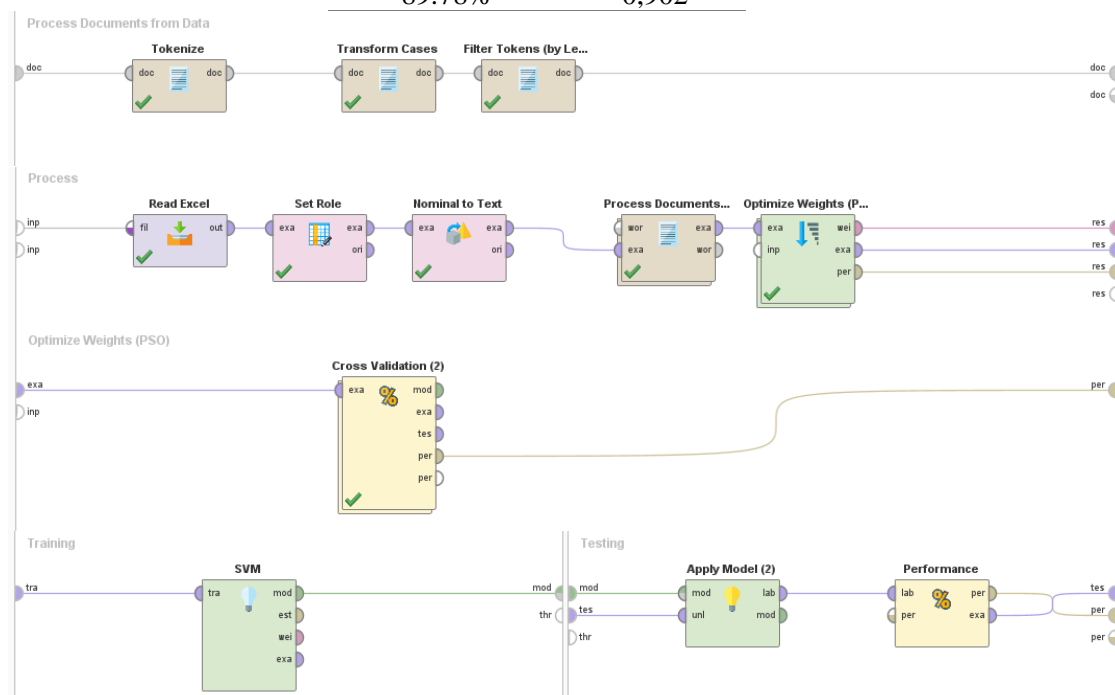 89.78% 0,902
Process Documents from Data
Tokenize Transform Cases Filter Tokens (by Le...
doc doc doc doc doc doc doc doc
doc
Process
Read Excel Set Role Nominal to Text Process Documents... Optimize Weights (P...
inp fil out exa exa exa exa wor exa exa wei res
inp ori ori exa wor inp exa res
per res
res
Optimize Weights (PSO)
Cross Validation (2)
exa exa mod per
inp exa
tes
per
per
Training Testing
SVM Apply Model (2) Performance
tra tra mod mod mod mod lab lab per tes
est thr tes unl mod per exa per
wei thr per
exa